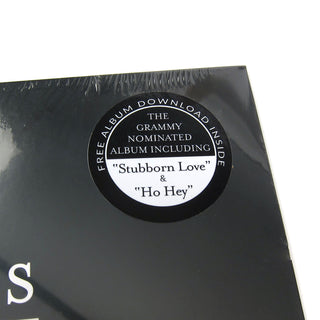 FREE ALBUM DOWNLOAD INSIDE
THE
GRAMMY
NOMINATED
ALBUM INCLUDING
"Stubborn Love"
&
"Ho Hey"
S